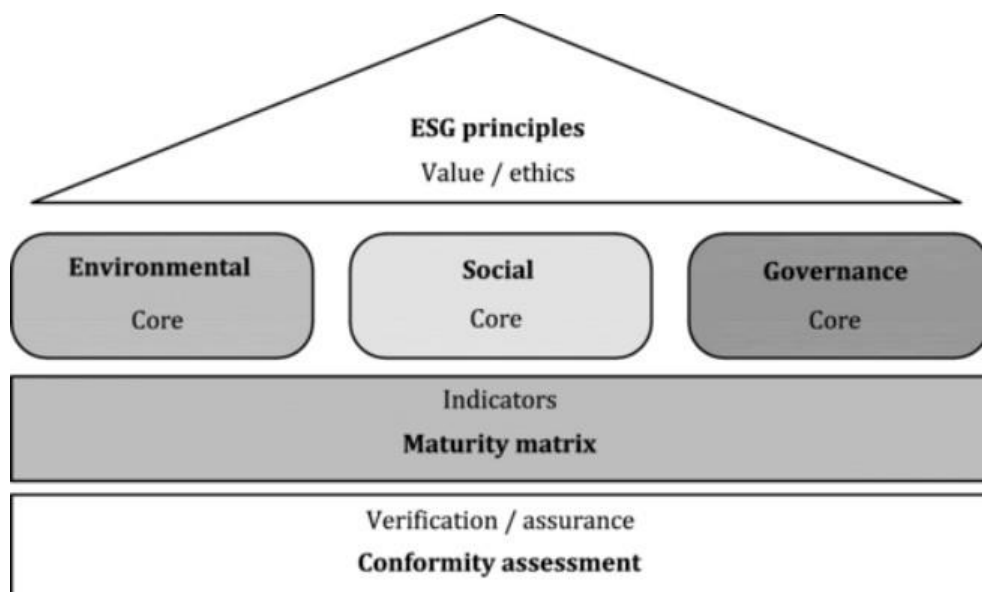 ESG principles
Value / ethics
Environmental
Core
Social
Core
Governance
Core
Indicators
Maturity matrix
Verification / assurance
Conformity assessment